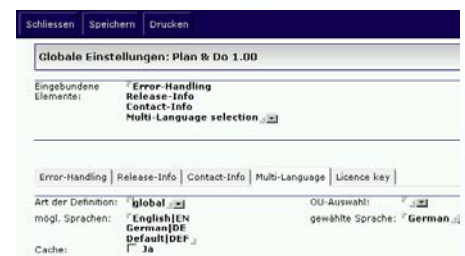 Schliessen Speichern Drucken
Globale Einstellungen: Plan & Do 1.00
Eingebundene Elemente:
Error-Handling
Release-Info
Contact-Info
Multi-Language selection
Error-Handling Release-Info Contact-Info Multi-Language Licence key
Art der Definition: global OU-Auswahl:
mögl. Sprachen: English|EN gewählte Sprache: German
German|DE
Default|DEF
Cache: Ja